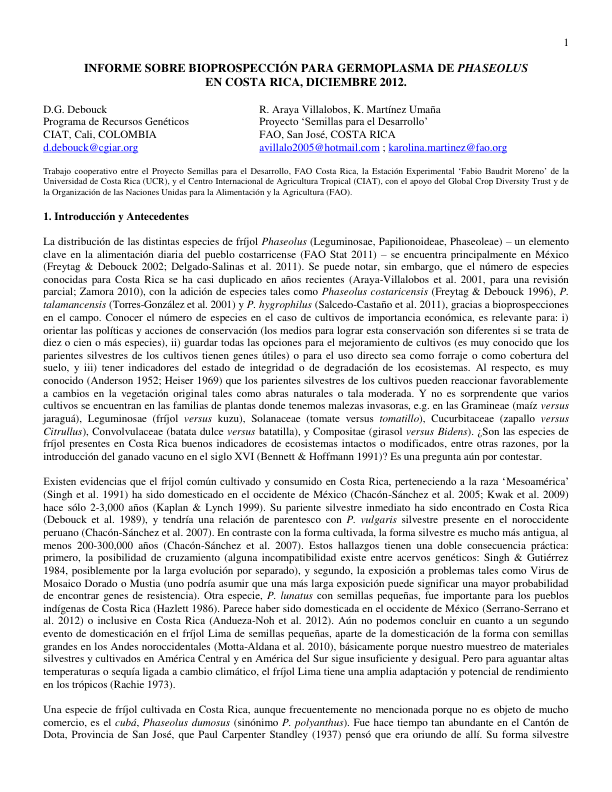 1
INFORME SOBRE BIOPROSPECCIÓN PARA GERMOPLASMA DE PHASEOLUS
EN COSTA RICA, DICIEMBRE 2012.
D.G. Debouck
Programa de Recursos Genéticos
CIAT, Cali, COLOMBIA
d.debouck@cgiar.org
R. Araya Villalobos, K. Martínez Umaña
Proyecto ‘Semillas para el Desarrollo’
FAO, San José, COSTA RICA
avillalo2005@hotmail.com ; karolina.martinez@fao.org
Trabajo cooperativo entre el Proyecto Semillas para el Desarrollo, FAO Costa Rica, la Estación Experimental ‘Fabio Baudrit Moreno’ de la
Universidad de Costa Rica (UCR), y el Centro Internacional de Agricultura Tropical (CIAT), con el apoyo del Global Crop Diversity Trust y de
la Organización de las Naciones Unidas para la Alimentación y la Agricultura (FAO).
1. Introducción y Antecedentes
La distribución de las distintas especies de fríjol Phaseolus (Leguminosae, Papilionoideae, Phaseoleae) – un elemento
clave en la alimentación diaria del pueblo costarricense (FAO Stat 2011) – se encuentra principalmente en México
(Freytag & Debouck 2002; Delgado-Salinas et al. 2011). Se puede notar, sin embargo, que el número de especies
conocidas para Costa Rica se ha casi duplicado en años recientes (Araya-Villalobos et al. 2001, para una revisión
parcial; Zamora 2010), con la adición de especies tales como Phaseolus costaricensis (Freytag & Debouck 1996), P.
talamancensis (Torres-González et al. 2001) y P. hygrophilus (Salcedo-Castaño et al. 2011), gracias a bioprospecciones
en el campo. Conocer el número de especies en el caso de cultivos de importancia económica, es relevante para: i)
orientar las políticas y acciones de conservación (los medios para lograr esta conservación son diferentes si se trata de
diez o cien o más especies), ii) guardar todas las opciones para el mejoramiento de cultivos (es muy conocido que los
parientes silvestres de los cultivos tienen genes útiles) o para el uso directo sea como forraje o como cobertura del
suelo, y iii) tener indicadores del estado de integridad o de degradación de los ecosistemas. Al respecto, es muy
conocido (Anderson 1952; Heiser 1969) que los parientes silvestres de los cultivos pueden reaccionar favorablemente
a cambios en la vegetación original tales como abras naturales o tala moderada. Y no es sorprendente que varios
cultivos se encuentran en las familias de plantas donde tenemos malezas invasoras, e.g. en las Gramineae (maíz versus
jaraguá), Leguminosae (fríjol versus kuzu), Solanaceae (tomate versus tomatillo), Cucurbitaceae (zapallo versus
Citrullus), Convolvulaceae (batata dulce versus batatilla), y Compositae (girasol versus Bidens). ¿Son las especies de
fríjol presentes en Costa Rica buenos indicadores de ecosistemas intactos o modificados, entre otras razones, por la
introducción del ganado vacuno en el siglo XVI (Bennett & Hoffmann 1991)? Es una pregunta aún por contestar.
Existen evidencias que el fríjol común cultivado y consumido en Costa Rica, perteneciendo a la raza ‘Mesoamérica’
(Singh et al. 1991) ha sido domesticado en el occidente de México (Chacón-Sánchez et al. 2005; Kwak et al. 2009)
hace sólo 2-3,000 años (Kaplan & Lynch 1999). Su pariente silvestre inmediato ha sido encontrado en Costa Rica
(Debouck et al. 1989), y tendría una relación de parentesco con P. vulgaris silvestre presente en el noroccidente
peruano (Chacón-Sánchez et al. 2007). En contraste con la forma cultivada, la forma silvestre es mucho más antigua, al
menos 200-300,000 años (Chacón-Sánchez et al. 2007). Estos hallazgos tienen una doble consecuencia práctica:
primero, la posibilitad de cruzamiento (alguna incompatibilidad existe entre acervos genéticos: Singh & Gutiérrez
1984, posiblemente por la larga evolución por separado), y segundo, la exposición a problemas tales como Virus de
Mosaico Dorado o Mustia (uno podría asumir que una más larga exposición puede significar una mayor probabilidad
de encontrar genes de resistencia). Otra especie, P. lunatus con semillas pequeñas, fue importante para los pueblos
indígenas de Costa Rica (Hazlett 1986). Parece haber sido domesticada en el occidente de México (Serrano-Serrano et
al. 2012) o inclusive en Costa Rica (Andueza-Noh et al. 2012). Aún no podemos concluir en cuanto a un segundo
evento de domesticación en el fríjol Lima de semillas pequeñas, aparte de la domesticación de la forma con semillas
grandes en los Andes noroccidentales (Motta-Aldana et al. 2010), básicamente porque nuestro muestreo de materiales
silvestres y cultivados en América Central y en América del Sur sigue insuficiente y desigual. Pero para aguantar altas
temperaturas o sequía ligada a cambio climático, el fríjol Lima tiene una amplia adaptación y potencial de rendimiento
en los trópicos (Rachie 1973).
Una especie de fríjol cultivada en Costa Rica, aunque frecuentemente no mencionada porque no es objeto de mucho
comercio, es el cubá, Phaseolus dumosus (sinónimo P. polyanthus). Fue hace tiempo tan abundante en el Cantón de
Dota, Provincia de San José, que Paul Carpenter Standley (1937) pensó que era oriundo de allí. Su forma silvestre